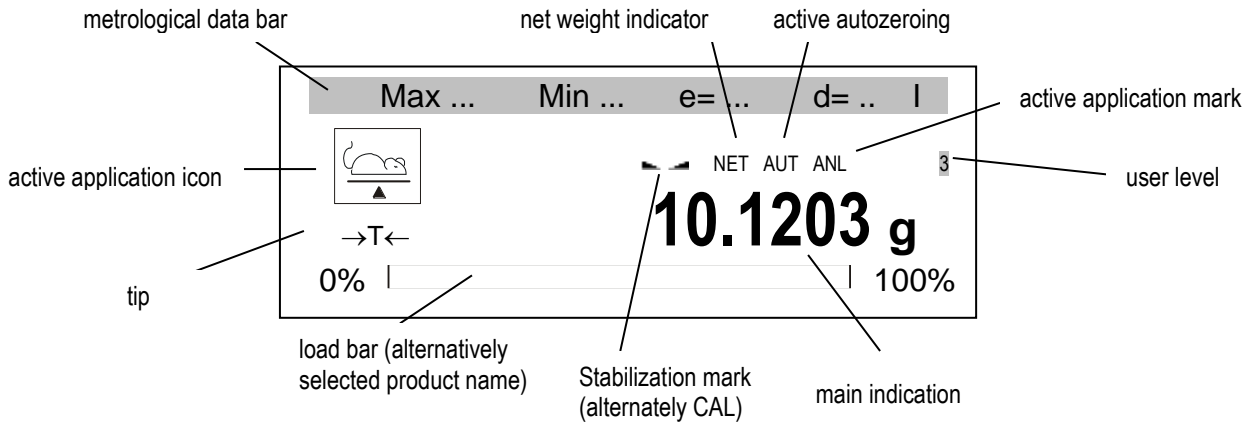 metrological data bar
net weight indicator
active autozeroing
Max ... Min ... e= ... d= .. I
active application mark
active application icon
NET AUT ANL
3
user level
10.1203 g
→T←
tip
0% 100%
load bar (alternatively
selected product name)
Stabilization mark
(alternately CAL)
main indication